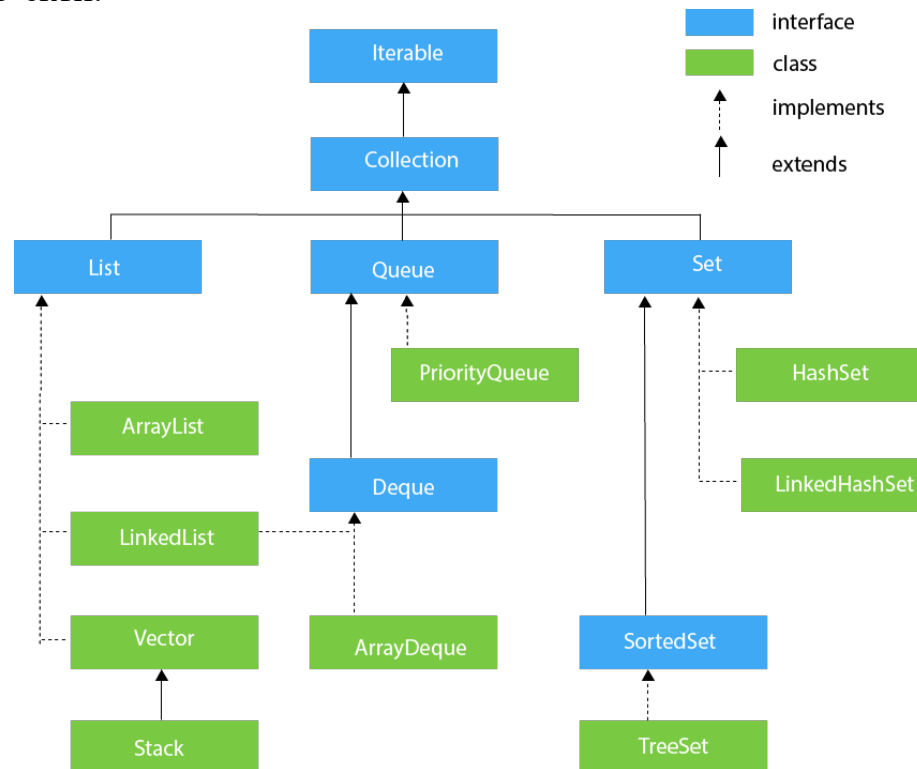 Iterable
interface
class
implements
extends
Collection
List
Queue
Set
PriorityQueue
HashSet
ArrayList
Deque
LinkedHashSet
LinkedList
Vector
ArrayDeque
SortedSet
Stack
TreeSet